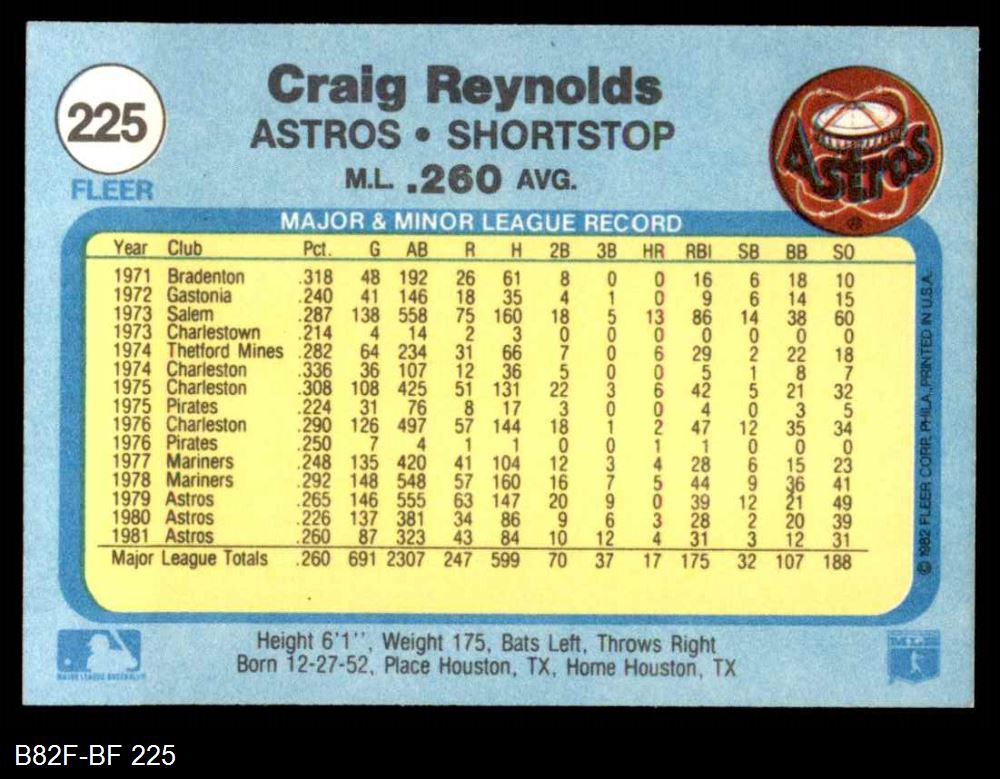 225
FLEER
Craig Reynolds
ASTROS • SHORTSTOP
M.L. .260 AVG.
ASTROS
MAJOR & MINOR LEAGUE RECORD
Year Club Pct. G AB R H 2B 3B HR RBI SB BB SO
1971 Bradenton .318 48 192 26 61 8 0 0 16 6 18 10
1972 Gastonia .240 41 146 18 35 4 1 0 9 6 14 15
1973 Salem .287 138 558 75 160 18 5 13 86 14 38 60
1973 Charlestown .214 4 14 2 3 0 0 0 0 0 0 0
1974 Thetford Mines .282 64 234 31 66 7 0 6 29 2 22 18
1974 Charleston .336 36 107 12 36 5 0 0 5 1 8 7
1975 Charleston .308 108 425 51 131 22 3 6 42 5 21 32
1975 Pirates .224 31 76 8 17 3 0 0 4 0 3 5
1976 Charleston .290 126 497 57 144 18 1 2 47 12 35 34
1976 Pirates .250 7 4 1 1 0 0 1 1 0 0 0
1977 Mariners .248 135 420 41 104 12 3 4 28 6 15 23
1978 Mariners .292 148 548 57 160 16 7 5 44 9 36 41
1979 Astros .265 146 555 63 147 20 9 0 39 12 21 49
1980 Astros .226 137 381 34 86 9 6 3 28 2 20 39
1981 Astros .260 87 323 43 84 10 12 4 31 3 12 31
Major League Totals .260 691 2307 247 599 70 37 17 175 32 107 188
© 1982 FLEER CORP. PHILA. PRINTED IN U.S.A.
Height 6'1'', Weight 175, Bats Left, Throws Right
Born 12-27-52, Place Houston, TX, Home Houston, TX
MAJOR LEAGUE BASEBALL
B82F-BF 225